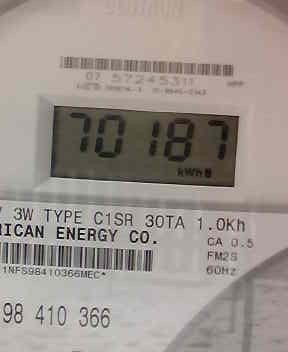 07 57245311
70187
kWh
V 3W TYPE C1SR 30TA 1.0Kh
RICAN ENERGY CO.
CA 0.5
FM2S
60Hz
1NFS98410366MEC*
98 410 366